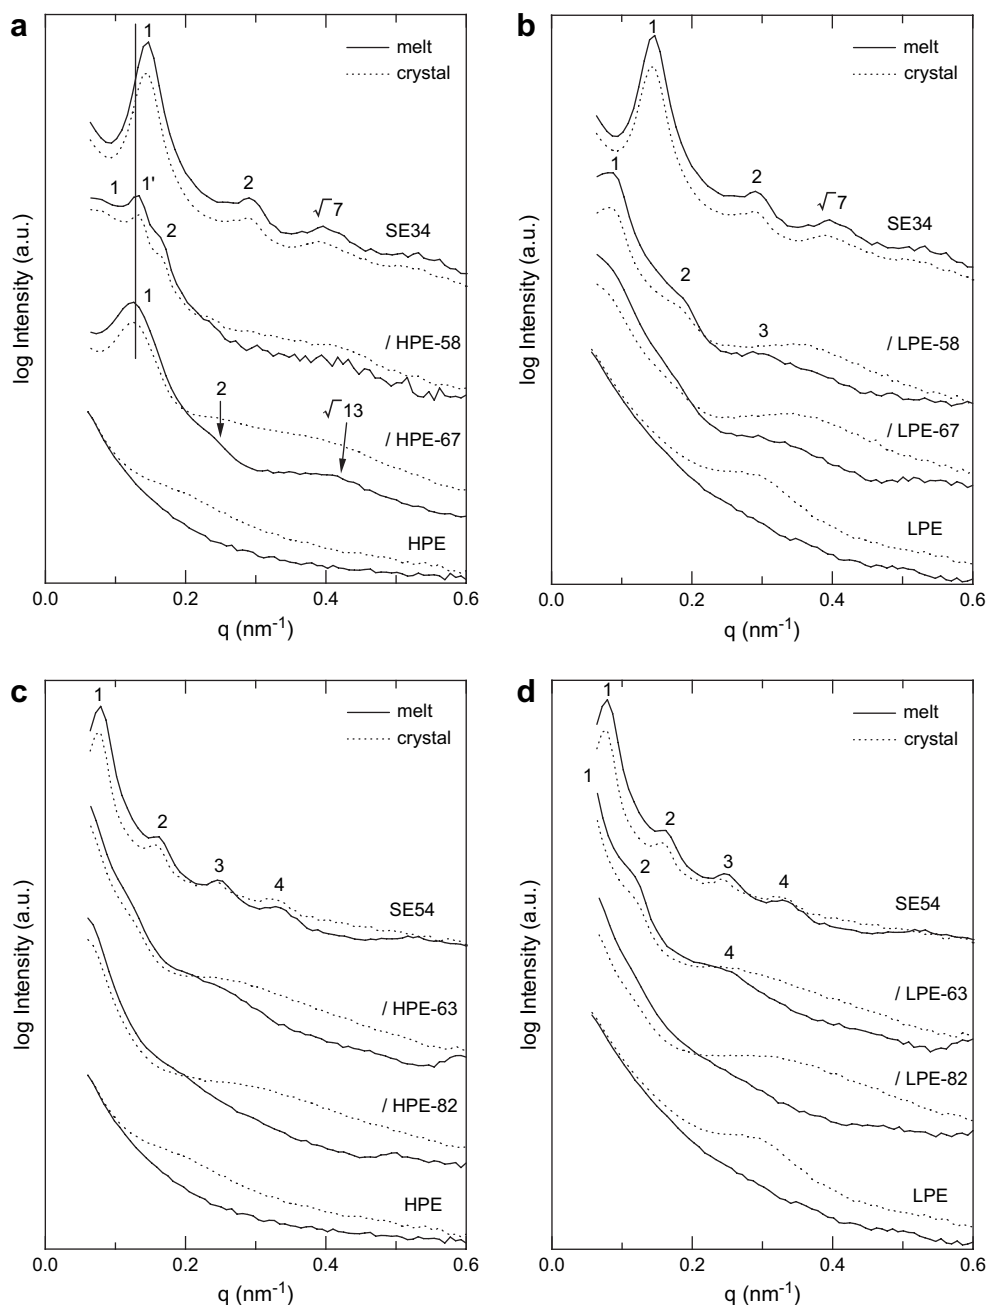 a
1
melt
crystal
log Intensity (a.u.)
1
1'
2
2
√7
SE34
/ HPE-58
1
2
√13
/ HPE-67
HPE
0.0 0.2 0.4 0.6
q (nm-1)
b
1
melt
crystal
log Intensity (a.u.)
1
2
√7
SE34
2
3
/ LPE-58
/ LPE-67
LPE
0.0 0.2 0.4 0.6
q (nm-1)
c
1
melt
crystal
log Intensity (a.u.)
2
3
4
SE54
/ HPE-63
/ HPE-82
HPE
0.0 0.2 0.4 0.6
q (nm-1)
d
1
melt
crystal
log Intensity (a.u.)
1
2
3
4
SE54
2
4
/ LPE-63
/ LPE-82
LPE
0.0 0.2 0.4 0.6
q (nm-1)